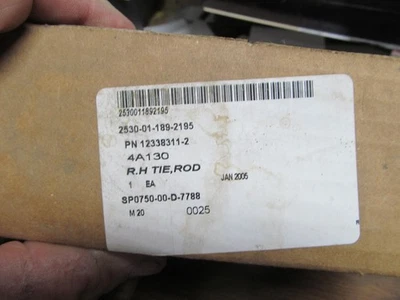 2530011892195
2530-01-189-2195
PN 12338311-2
4A130
R.H TIE,ROD
1 EA JAN 2005
SP0750-00-D-7788
M 20 0025